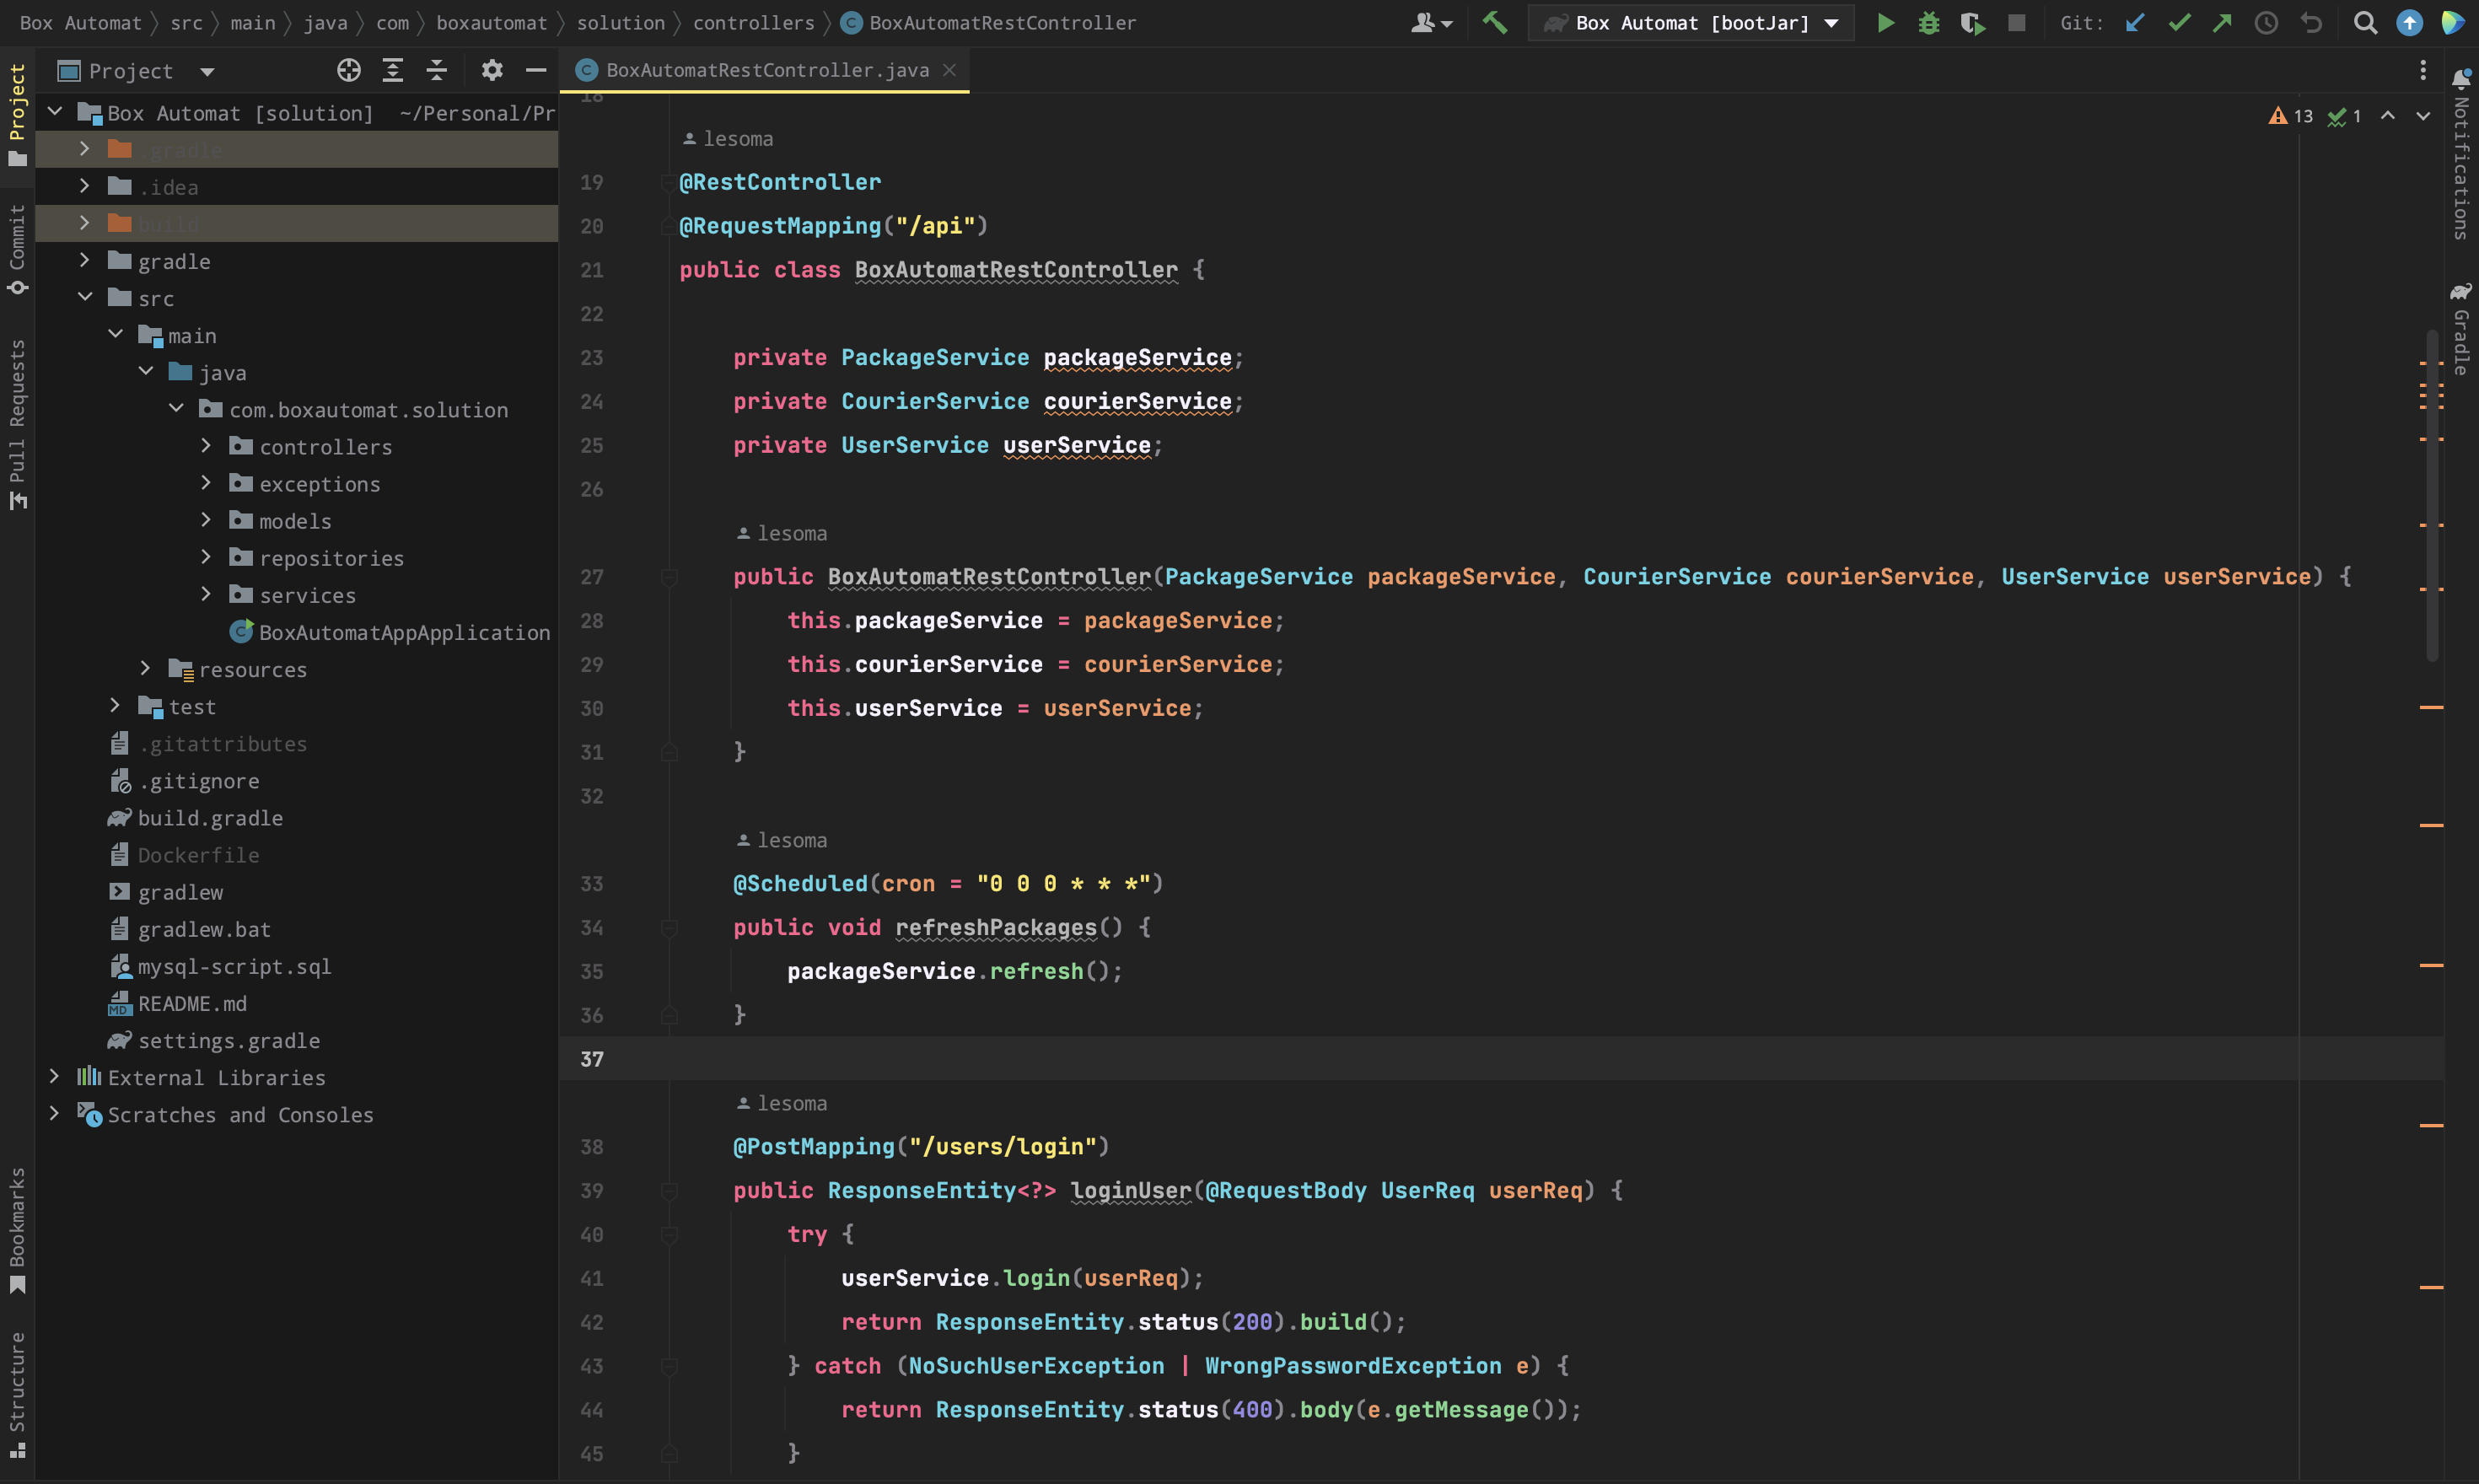 Box Automat src main java com boxautomat solution controllers BoxAutomatRestController
Box Automat [bootJar]
Git:
Project
BoxAutomatRestController.java
Project
Commit
Pull Requests
Bookmarks
Structure
Box Automat [solution] ~/Personal/Pr
.gradle
.idea
build
gradle
src
main
java
com.boxautomat.solution
controllers
exceptions
models
repositories
services
BoxAutomatAppApplication
resources
test
.gitattributes
.gitignore
build.gradle
Dockerfile
gradlew
gradlew.bat
mysql-script.sql
README.md
settings.gradle
External Libraries
Scratches and Consoles
18
13 1
lesoma
19 @RestController
20 @RequestMapping("/api")
21 public class BoxAutomatRestController {
22
23 private PackageService packageService;
24 private CourierService courierService;
25 private UserService userService;
26
lesoma
27 public BoxAutomatRestController(PackageService packageService, CourierService courierService, UserService userService) {
28 this.packageService = packageService;
29 this.courierService = courierService;
30 this.userService = userService;
31 }
32
lesoma
33 @Scheduled(cron = "0 0 0 * * *")
34 public void refreshPackages() {
35 packageService.refresh();
36 }
37
lesoma
38 @PostMapping("/users/login")
39 public ResponseEntity<?> loginUser(@RequestBody UserReq userReq) {
40 try {
41 userService.login(userReq);
42 return ResponseEntity.status(200).build();
43 } catch (NoSuchUserException | WrongPasswordException e) {
44 return ResponseEntity.status(400).body(e.getMessage());
45 }
Notifications
Gradle